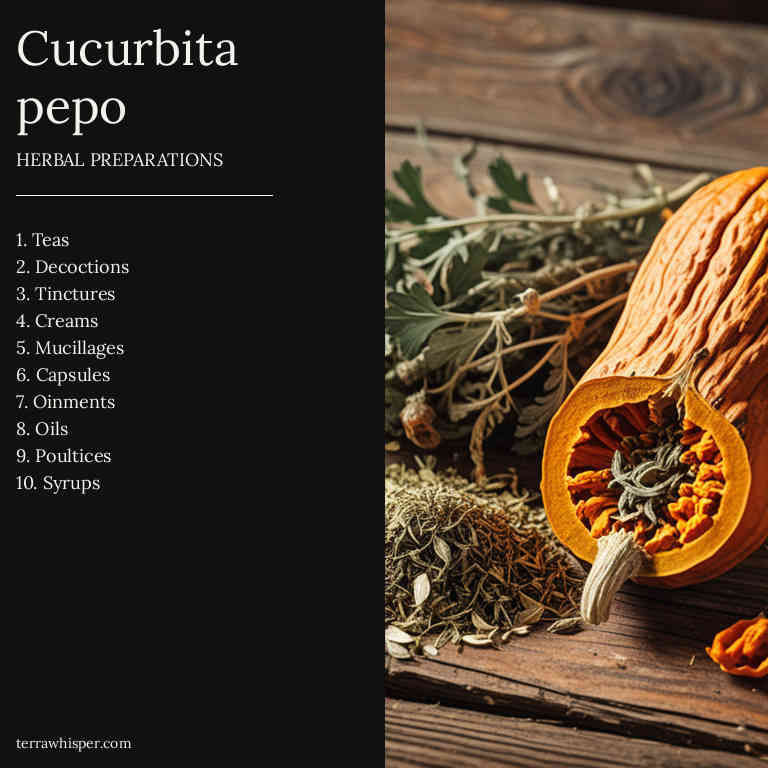 Cucurbita
pepo
HERBAL PREPARATIONS
1. Teas
2. Decoctions
3. Tinctures
4. Creams
5. Mucillages
6. Capsules
7. Oinments
8. Oils
9. Poultices
10. Syrups
terrawhisper.com